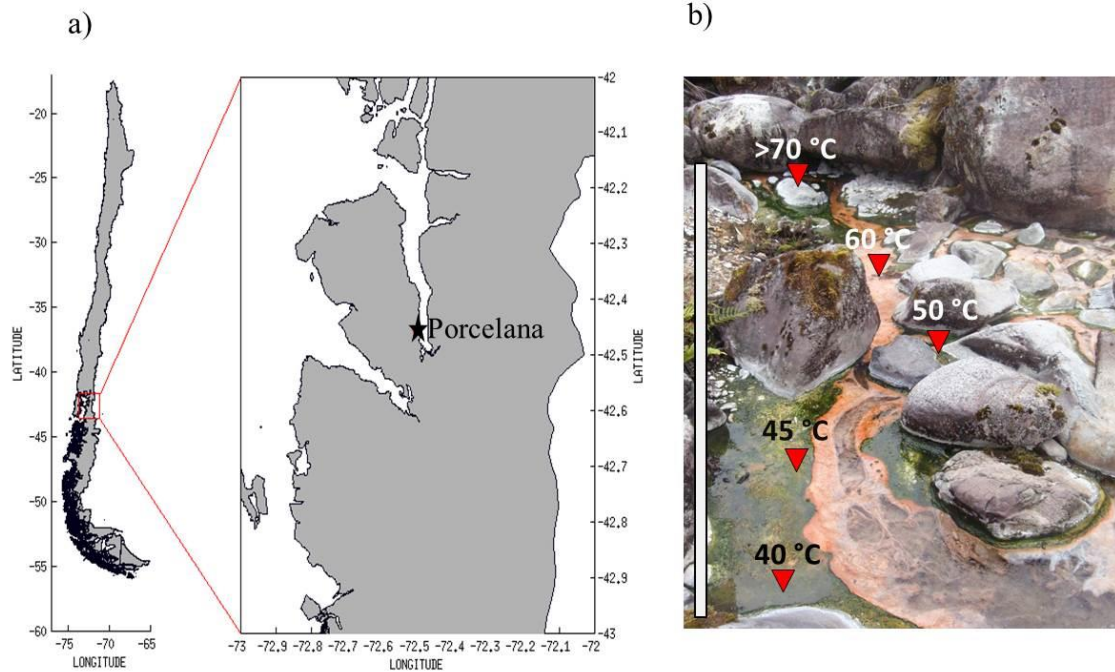 a)
-20
-25
-30
-35
-40
-45
-50
-55
-60
LATITUDE
-75
-70
-65
LONGITUDE
Porcelana
-42
-42.1
-42.2
-42.3
-42.4
-42.5
-42.6
-42.7
-42.8
-42.9
-43
LATITUDE
-73
-72.9
-72.8
-72.7
-72.6
-72.5
-72.4
-72.3
-72.2
-72.1
-72
LONGITUDE
b)
>70 °C
60 °C
50 °C
45 °C
40 °C